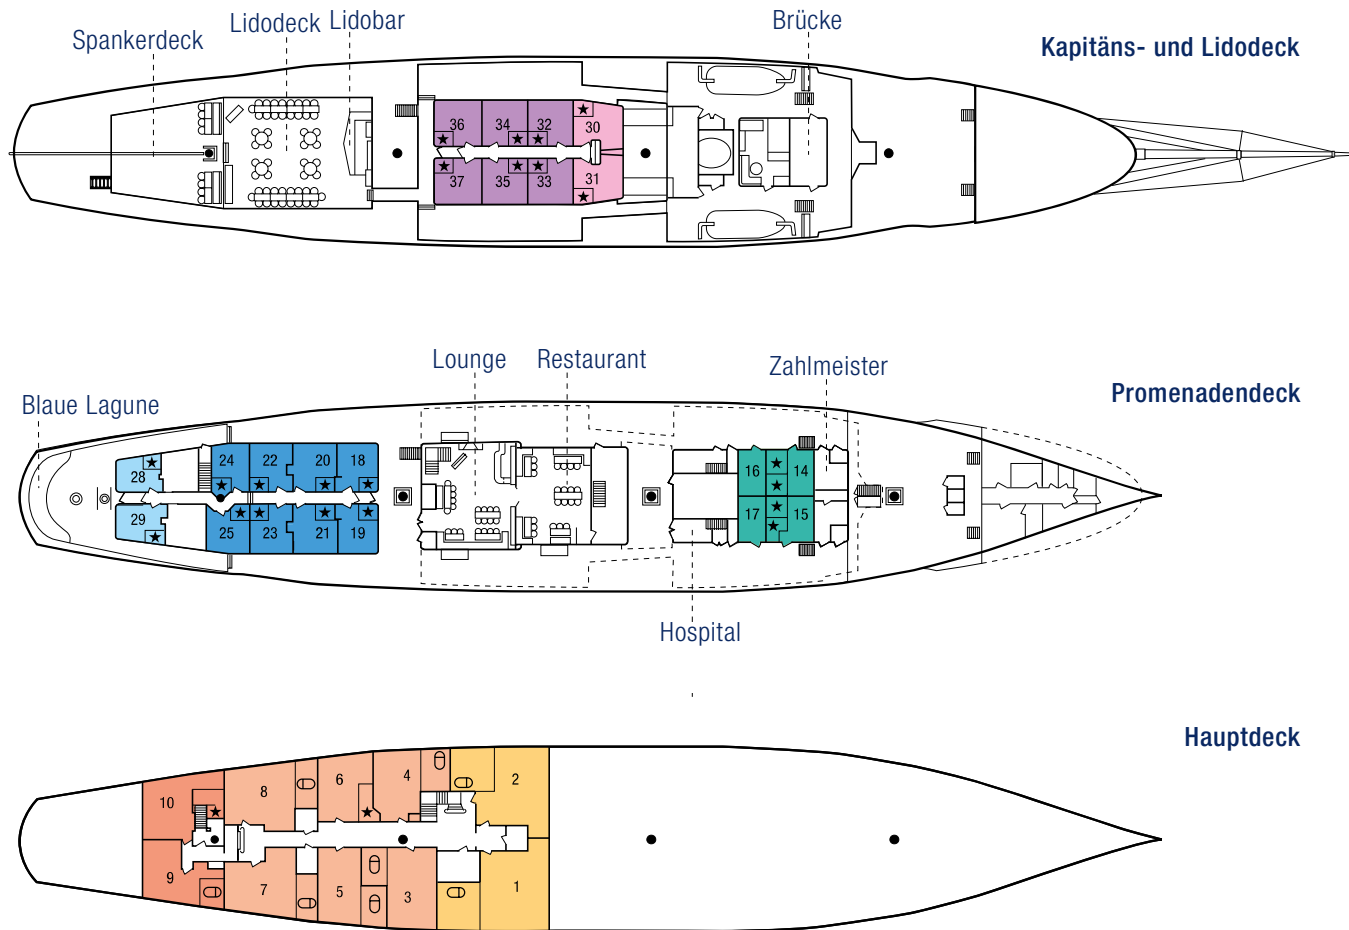 Brücke
Lidodeck Lidobar
Spankerdeck
Kapitäns- und Lidodeck
36 34 32 30
37 35 33 31
Lounge Restaurant
Zahlmeister
Promenadendeck
Blaue Lagune
28 24 22 20 18 16 14
29 25 23 21 19 17 15
Hospital
Hauptdeck
10 8 6 4 2
9 7 5 3 1